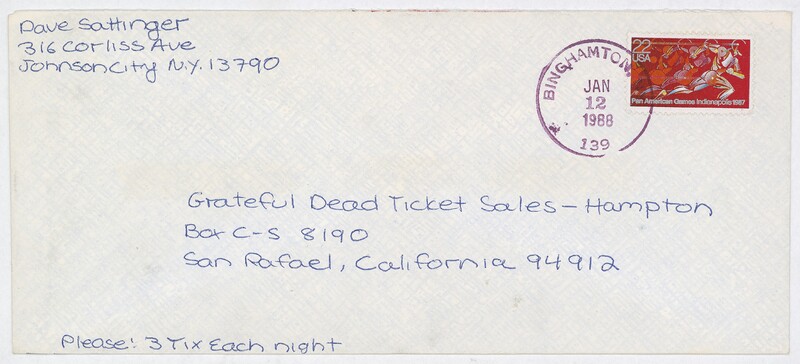 Dave Sattinger
316 Corliss Ave
Johnson City N.Y. 13790
BINGHAMTON
JAN
12
1988
139
22
USA
Pan American Games Indianapolis 1987
Grateful Dead Ticket Sales – Hampton
Box C-S 8190
San Rafael, California 94912
Please! 3 Tix Each night